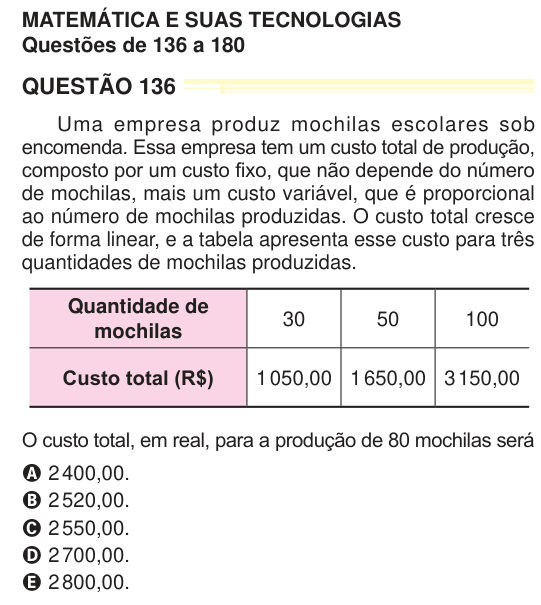 MATEMÁTICA E SUAS TECNOLOGIAS
Questões de 136 a 180
QUESTÃO 136
Uma empresa produz mochilas escolares sob
encomenda. Essa empresa tem um custo total de produção,
composto por um custo fixo, que não depende do número
de mochilas, mais um custo variável, que é proporcional
ao número de mochilas produzidas. O custo total cresce
de forma linear, e a tabela apresenta esse custo para três
quantidades de mochilas produzidas.
Quantidade de
mochilas
30 50 100
Custo total (R$) 1 050,00 1 650,00 3 150,00
O custo total, em real, para a produção de 80 mochilas será
A 2 400,00.
B 2 520,00.
C 2 550,00.
D 2 700,00.
E 2 800,00.